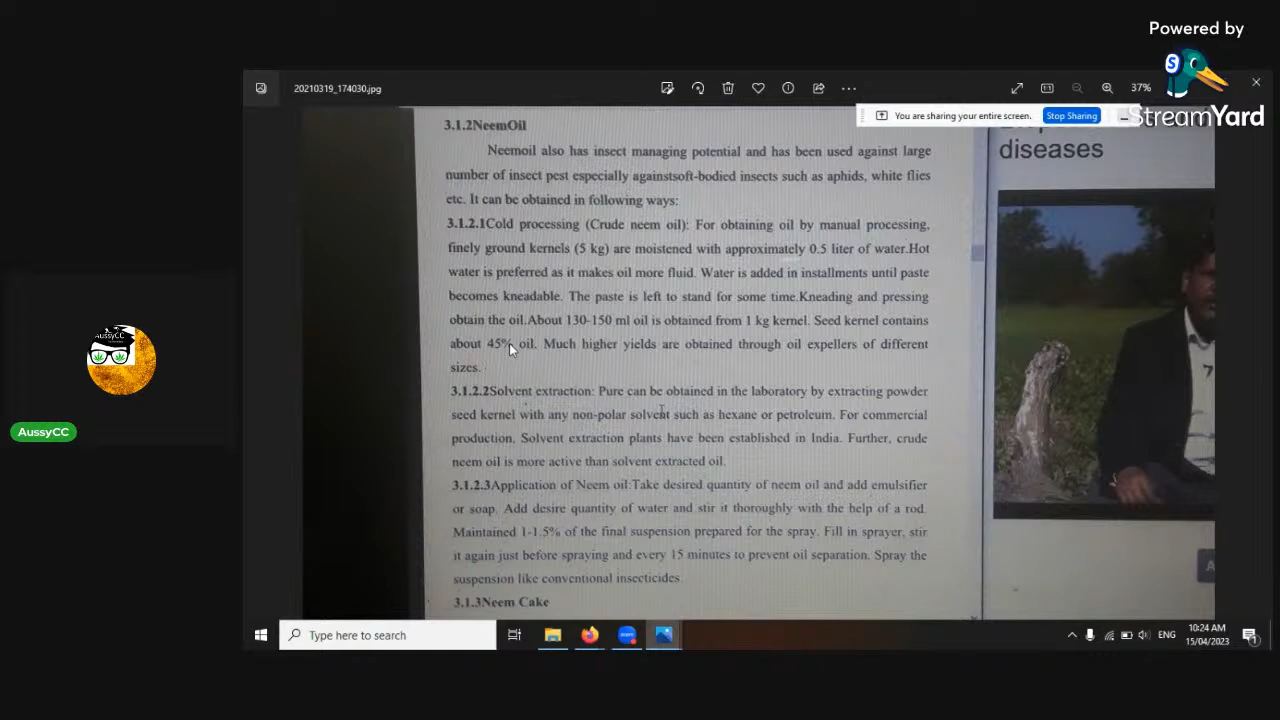 Powered by
StreamYard
20210319_174030.jpg
37%
You are sharing your entire screen.
Stop Sharing
3.1.2NeemOil
Neemoil also has insect managing potential and has been used against large
number of insect pest especially againstsoft-bodied insects such as aphids, white flies
etc. It can be obtained in following ways:
3.1.2.1Cold processing (Crude neem oil): For obtaining oil by manual processing,
finely ground kernels (5 kg) are moistened with approximately 0.5 liter of water.Hot
water is preferred as it makes oil more fluid. Water is added in installments until paste
becomes kneadable. The paste is left to stand for some time.Kneading and pressing
obtain the oil.About 130-150 ml oil is obtained from 1 kg kernel. Seed kernel contains
about 45% oil. Much higher yields are obtained through oil expellers of different
sizes.
3.1.2.2Solvent extraction: Pure can be obtained in the laboratory by extracting powder
seed kernel with any non-polar solvent such as hexane or petroleum. For commercial
production, Solvent extraction plants have been established in India. Further, crude
neem oil is more active than solvent extracted oil.
3.1.2.3Application of Neem oil:Take desired quantity of neem oil and add emulsifier
or soap. Add desire quantity of water and stir it thoroughly with the help of a rod.
Maintained 1-1.5% of the final suspension prepared for the spray. Fill in sprayer, stir
it again just before spraying and every 15 minutes to prevent oil separation. Spray the
suspension like conventional insecticides.
3.1.3Neem Cake
diseases
AussyCC
AussyCC
Type here to search
ENG
10:24 AM
15/04/2023